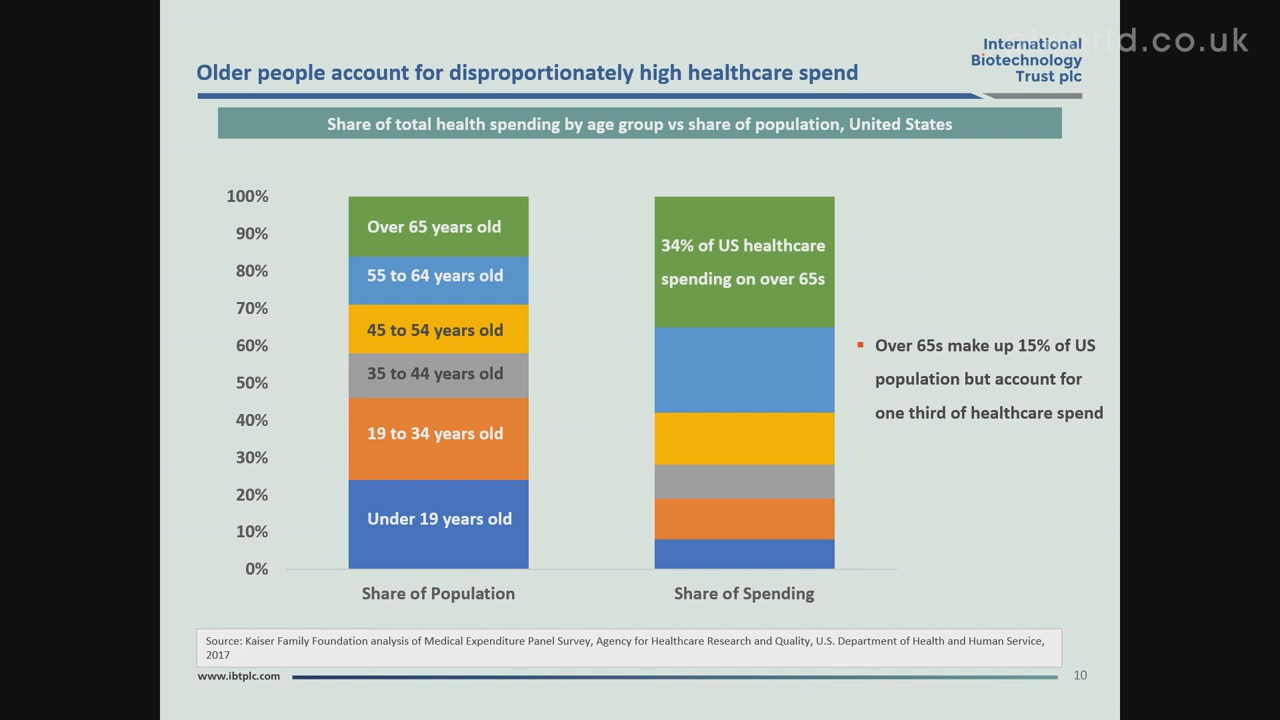 Older people account for disproportionately high healthcare spend
International
Biotechnology
Trust plc
world.co.uk
Share of total health spending by age group vs share of population, United States
100%
90%
80%
70%
60%
50%
40%
30%
20%
10%
0%
Over 65 years old
55 to 64 years old
45 to 54 years old
35 to 44 years old
19 to 34 years old
Under 19 years old
34% of US healthcare
spending on over 65s
Share of Population
Share of Spending
Over 65s make up 15% of US
population but account for
one third of healthcare spend
Source: Kaiser Family Foundation analysis of Medical Expenditure Panel Survey, Agency for Healthcare Research and Quality, U.S. Department of Health and Human Service,
2017
www.ibtplc.com
10